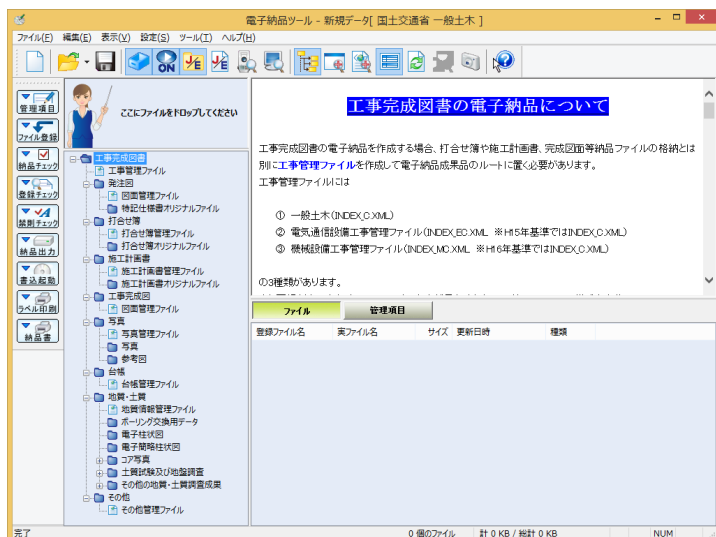 電子納品ツール - 新規データ[ 国土交通省 一般土木 ]
ファイル(F) 編集(E) 表示(V) 設定(S) ツール(T) ヘルプ(H)
ON
管理項目
ファイル登録
納品チェック
登録チェック
禁則チェック
納品出力
書込起動
ラベル印刷
納品書
ここにファイルをドロップしてください
工事完成図書
工事管理ファイル
発注図
図面管理ファイル
特記仕様書オリジナルファイル
打合せ簿
打合せ簿管理ファイル
打合せ簿オリジナルファイル
施工計画書
施工計画書管理ファイル
施工計画書オリジナルファイル
工事完成図
図面管理ファイル
写真
写真管理ファイル
写真
参考図
台帳
台帳管理ファイル
地質・土質
地質情報管理ファイル
ボーリング交換用データ
電子柱状図
電子簡略柱状図
コア写真
土質試験及び地盤調査
その他の地質・土質調査成果
その他
その他管理ファイル
工事完成図書の電子納品について
工事完成図書の電子納品を作成する場合、打合せ簿や施工計画書、完成図面等納品ファイルの格納とは
別に工事管理ファイルを作成して電子納品成果品のルートに置く必要があります。
工事管理ファイルには
① 一般土木(INDEX_C.XML)
② 電気通信設備工事管理ファイル(INDEX_EC.XML ※H15年基準ではINDEX_C.XML)
③ 機械設備工事管理ファイル(INDEX_MC.XML ※H16年基準ではINDEX_C.XML)
の3種類があります。
ファイル 管理項目
登録ファイル名 実ファイル名 サイズ 更新日時 種類
完了 0 個のファイル 計 0 KB / 総計 0 KB NUM